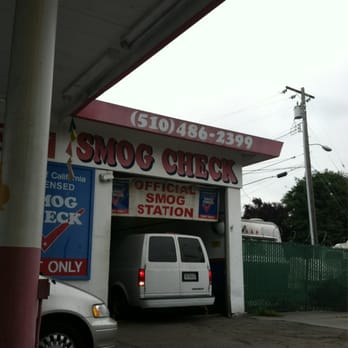 (510) 486-2399
SMOG CHECK
OFFICIAL
SMOG
STATION
California
ENSED
MOG
ECK
ONLY